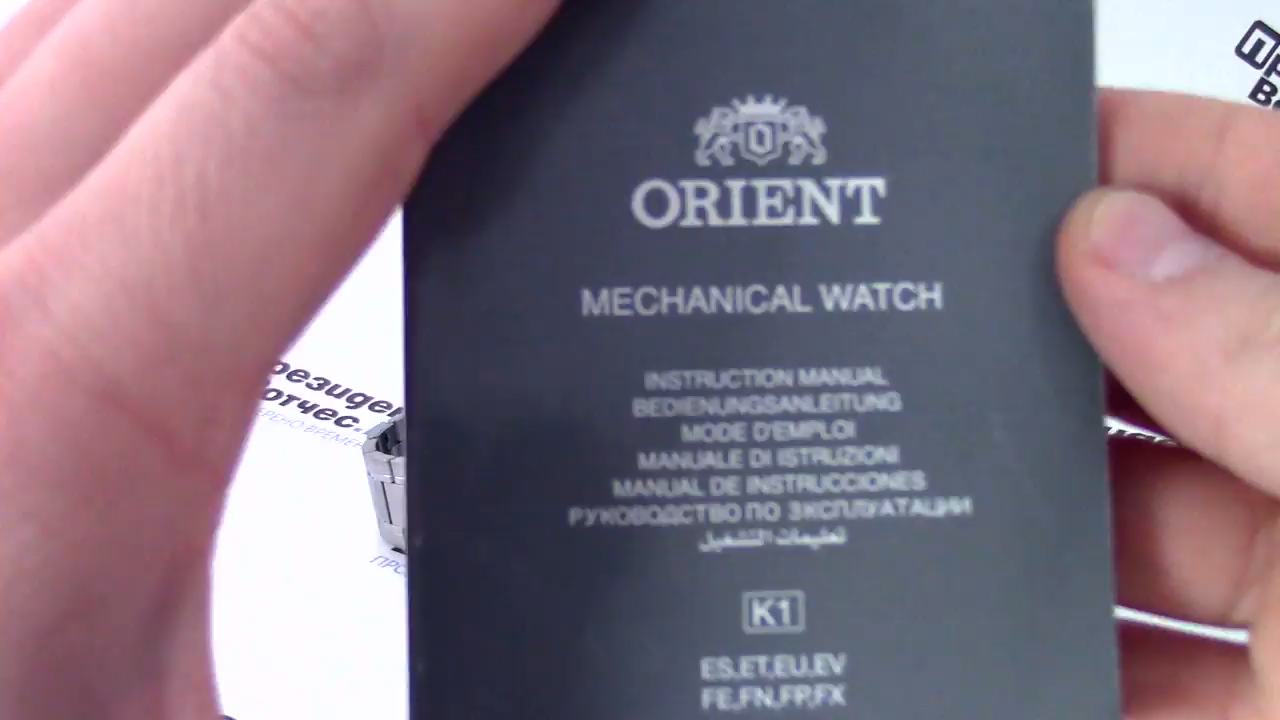 ORIENT
MECHANICAL WATCH
INSTRUCTION MANUAL
BEDIENUNGSANLEITUNG
MODE D'EMPLOI
MANUALE DI ISTRUZIONI
MANUAL DE INSTRUCCIONES
РУКОВОДСТВО ПО ЭКСПЛУАТАЦИИ
تعليمات التشغيل
K1
ES,ET,EU,EV
FE,FN,FP,FX